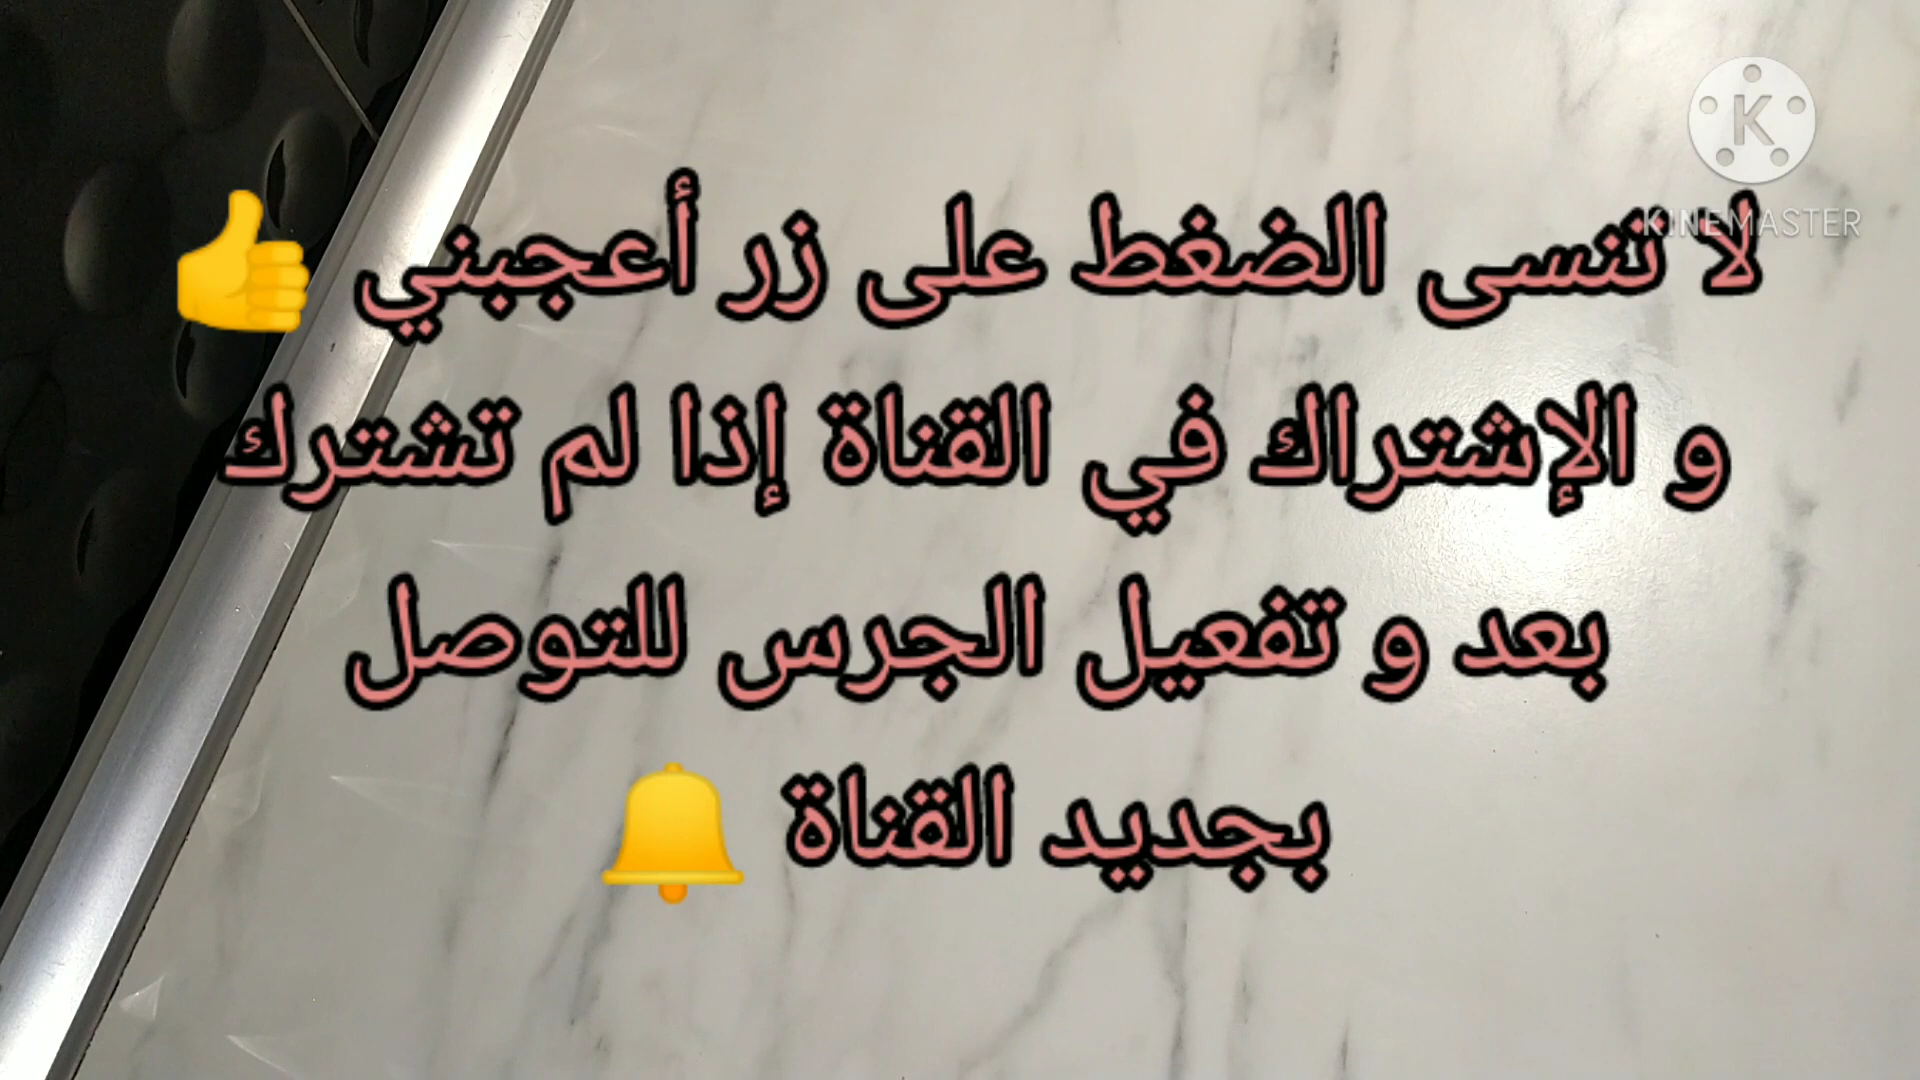 K
KINEMASTER
لا تنسى الضغط على زر أعجبني 👍
و الإشتراك في القناة إذا لم تشترك
بعد و تفعيل الجرس للتوصل
بجديد القناة 🔔